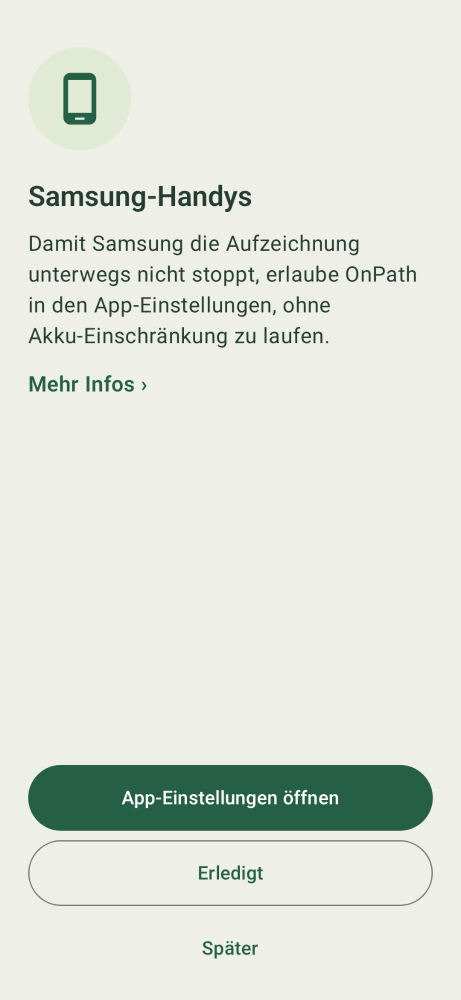 Samsung-Handys
Damit Samsung die Aufzeichnung
unterwegs nicht stoppt, erlaube OnPath
in den App-Einstellungen, ohne
Akku-Einschränkung zu laufen.
Mehr Infos ›
App-Einstellungen öffnen
Erledigt
Später